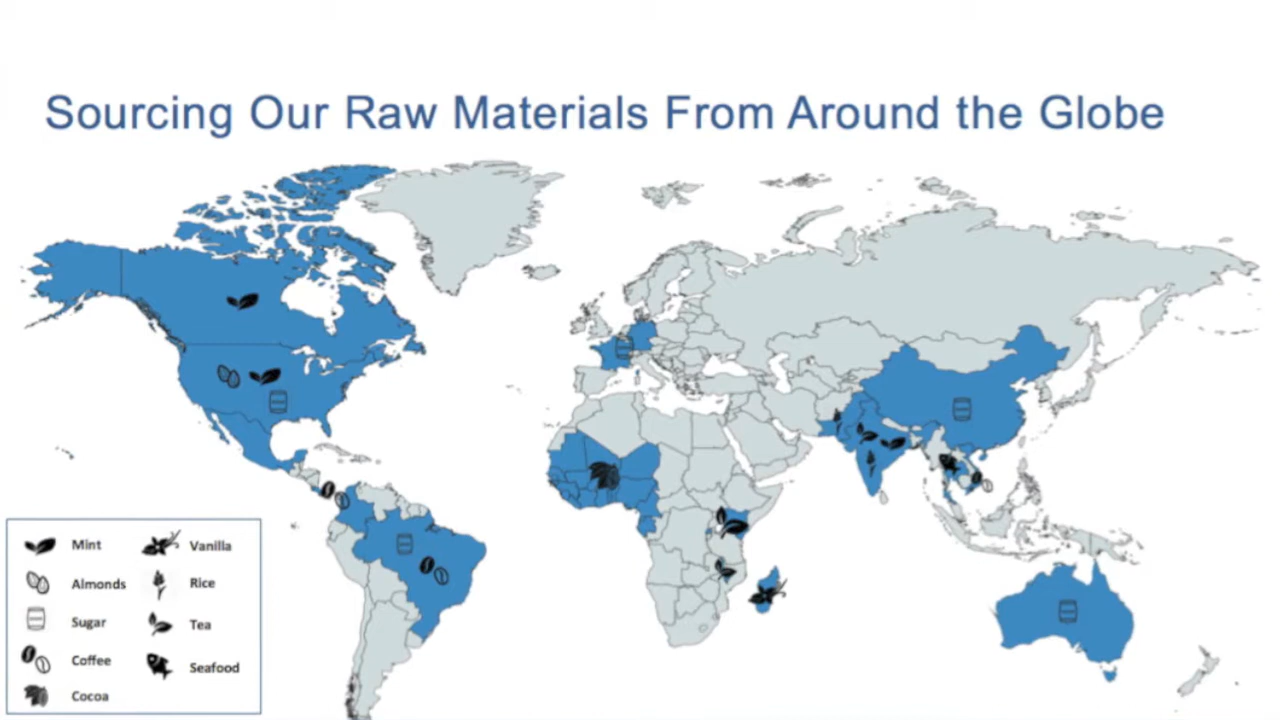 Sourcing Our Raw Materials From Around the Globe
Mint
Vanilla
Almonds
Rice
Sugar
Tea
Coffee
Seafood
Cocoa